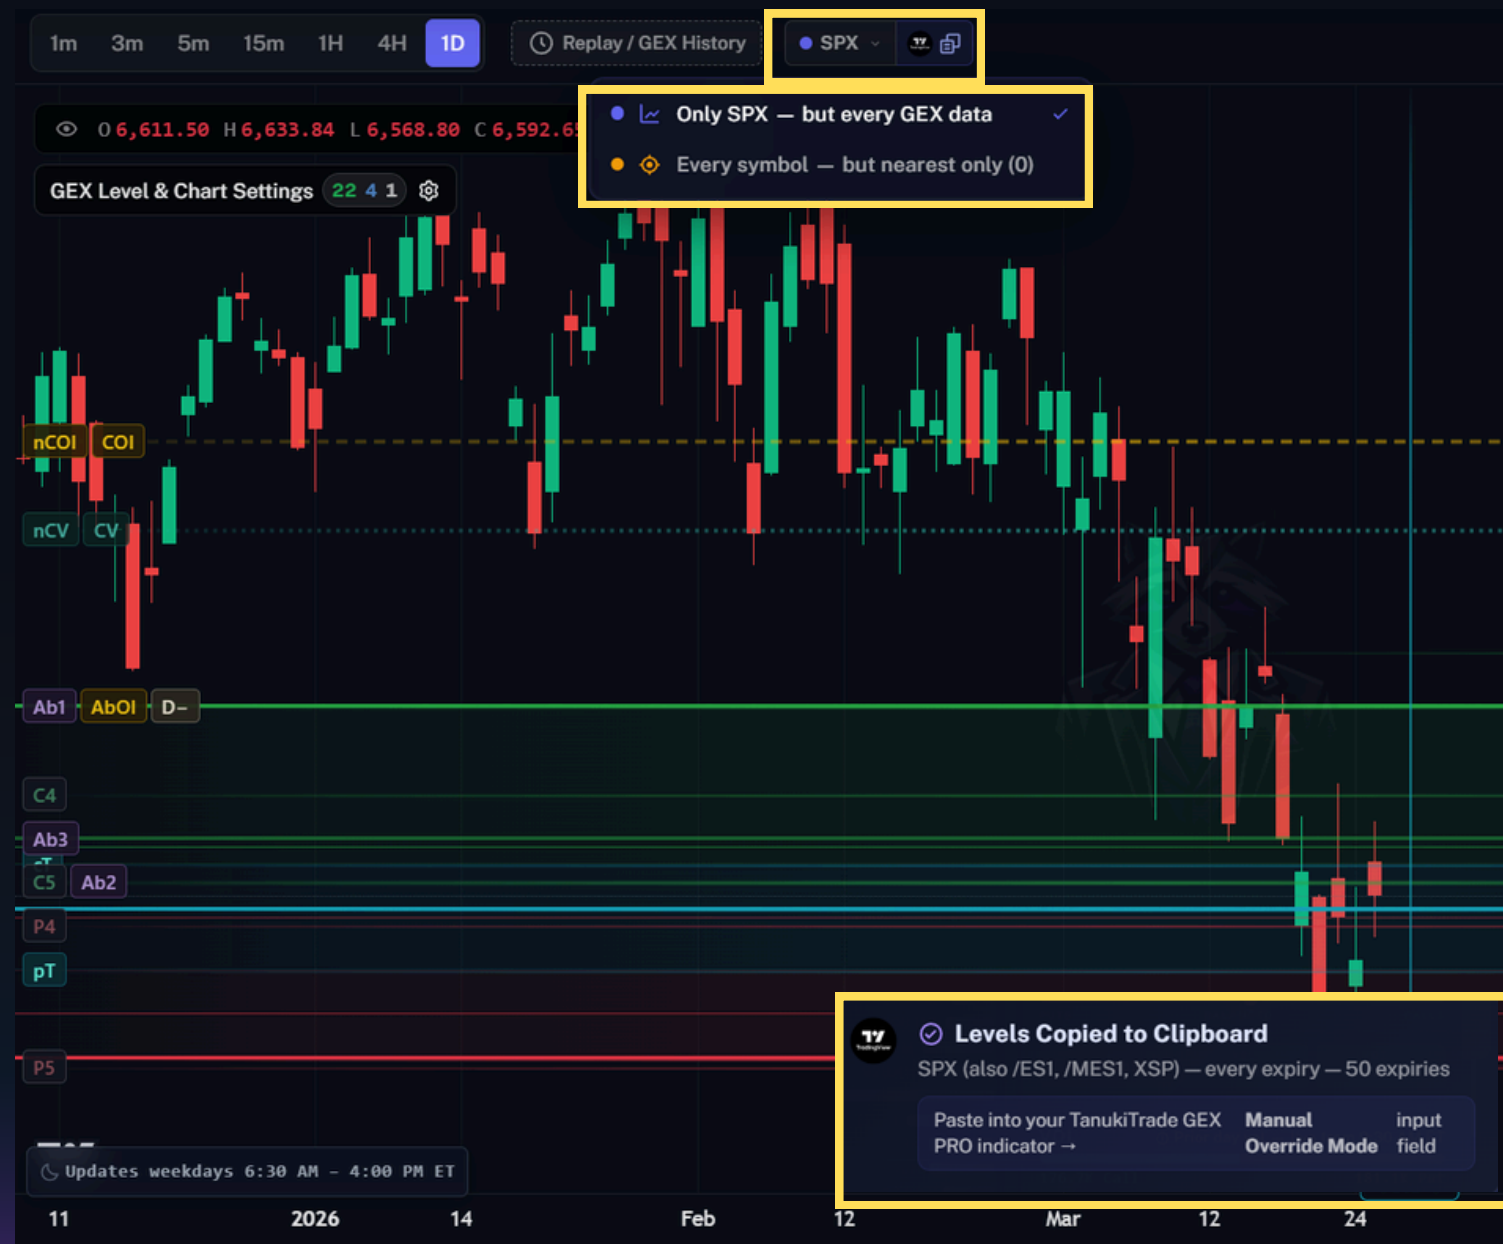 1m 3m 5m 15m 1H 4H 1D Replay / GEX History SPX
O 6,611.50 H 6,633.84 L 6,568.80 C 6,592.65
Only SPX — but every GEX data
Every symbol — but nearest only (0)
GEX Level & Chart Settings 22 4 1
nCOI COI
nCV CV
Ab1 AbOI D–
C4
Ab3
C5 Ab2
P4
pT
P5
Levels Copied to Clipboard
SPX (also /ES1, /MES1, XSP) — every expiry — 50 expiries
Paste into your TanukiTrade GEX Manual input
PRO indicator → Override Mode field
TradingView
Updates weekdays 6:30 AM – 4:00 PM ET
11 2026 14 Feb 12 Mar 12 24